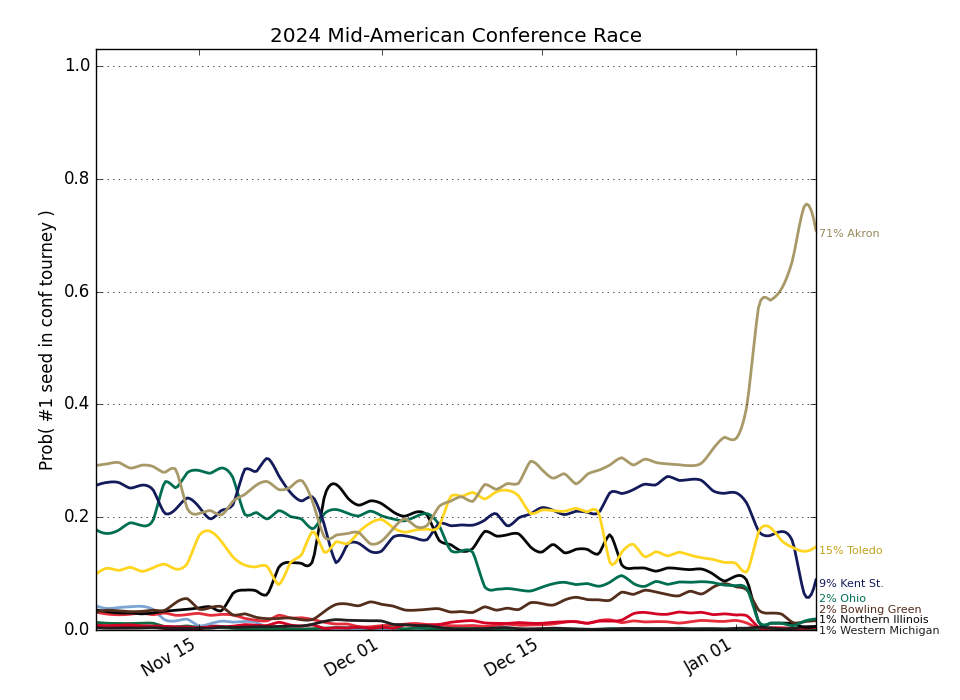 2024 Mid-American Conference Race
Prob( #1 seed in conf tourney )
1.0
0.8
0.6
0.4
0.2
0.0
Nov 15
Dec 01
Dec 15
Jan 01
71% Akron
15% Toledo
9% Kent St.
2% Ohio
2% Bowling Green
1% Northern Illinois
1% Western Michigan